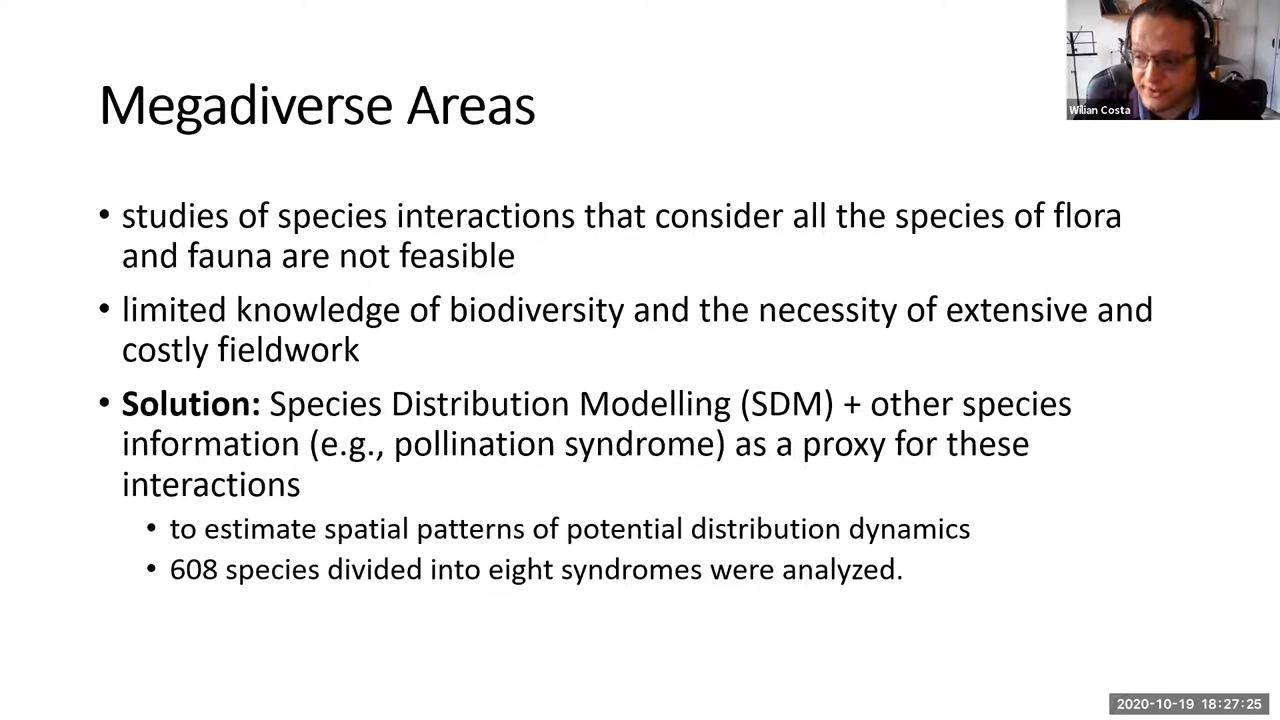 Megadiverse Areas
Wilian Costa
• studies of species interactions that consider all the species of flora
and fauna are not feasible
• limited knowledge of biodiversity and the necessity of extensive and
costly fieldwork
• Solution: Species Distribution Modelling (SDM) + other species
information (e.g., pollination syndrome) as a proxy for these
interactions
• to estimate spatial patterns of potential distribution dynamics
• 608 species divided into eight syndromes were analyzed.
2020-10-19 18:27:25